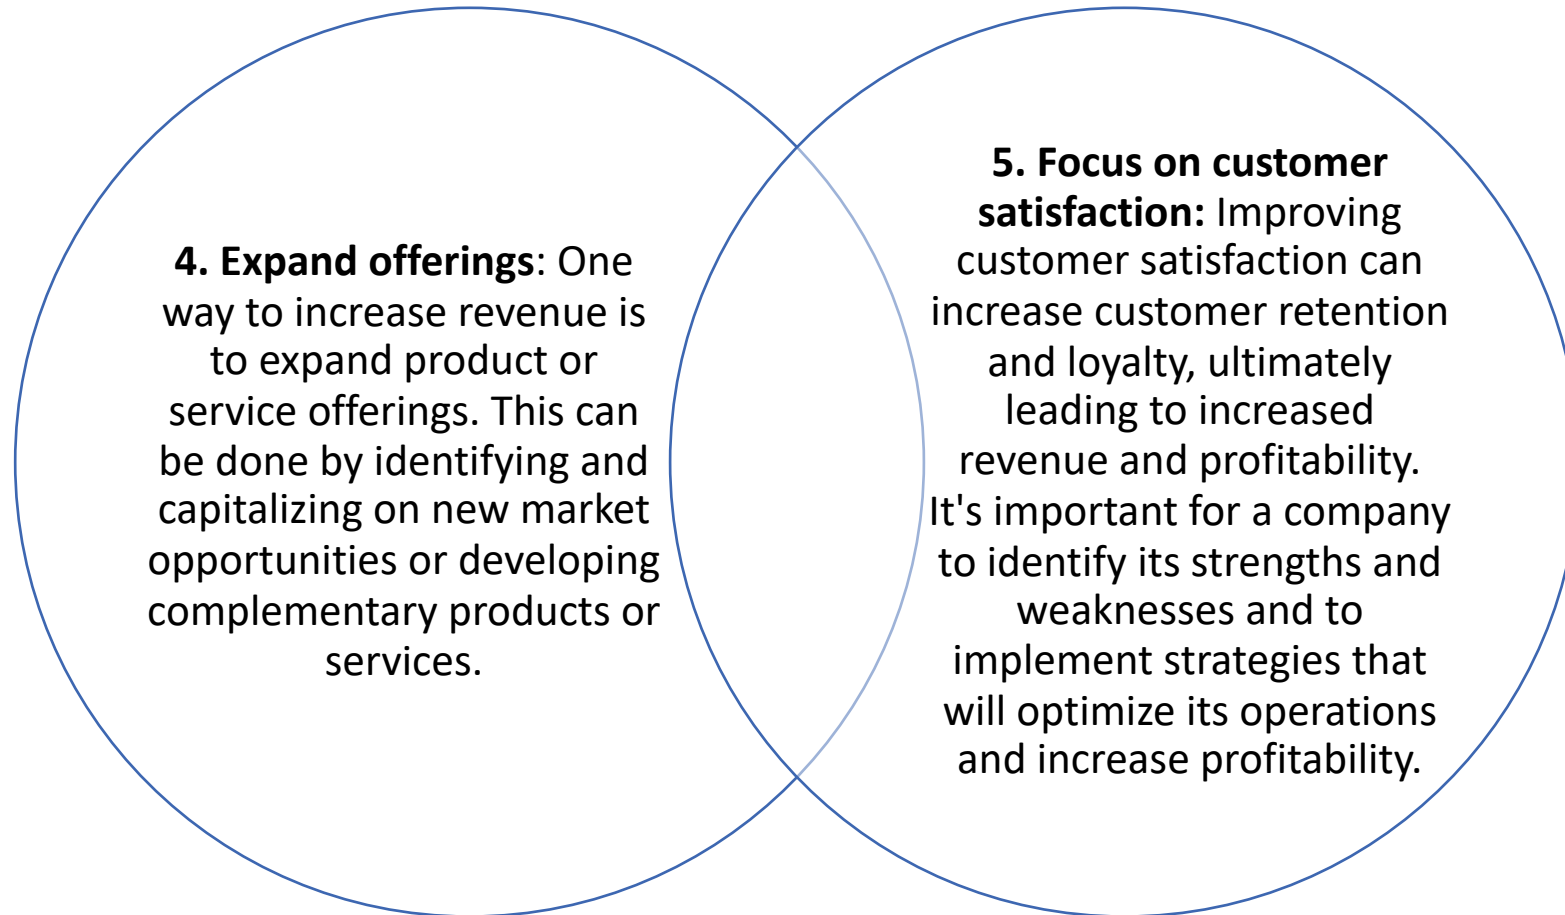 4. Expand offerings: One
way to increase revenue is
to expand product or
service offerings. This can
be done by identifying and
capitalizing on new market
opportunities or developing
complementary products or
services.
5. Focus on customer
satisfaction: Improving
customer satisfaction can
increase customer retention
and loyalty, ultimately
leading to increased
revenue and profitability.
It's important for a company
to identify its strengths and
weaknesses and to
implement strategies that
will optimize its operations
and increase profitability.